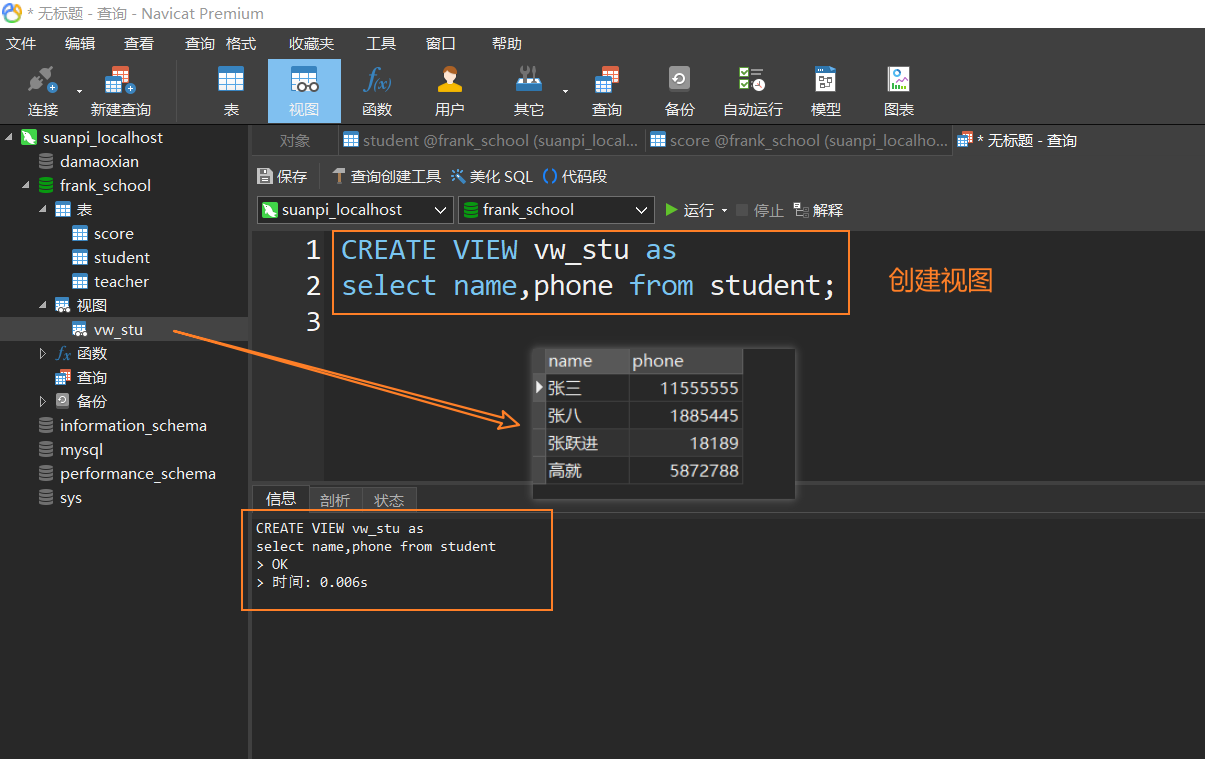 * 无标题 - 查询 - Navicat Premium
文件 编辑 查看 查询 格式 收藏夹 工具 窗口 帮助
连接 新建查询 表 视图 函数 用户 其它 查询 备份 自动运行 模型 图表
suanpi_localhost
damaoxian
frank_school
表
score
student
teacher
视图
vw_stu
函数
查询
备份
information_schema
mysql
performance_schema
sys
对象 student @frank_school (suanpi_local... score @frank_school (suanpi_localho... * 无标题 - 查询
保存 查询创建工具 美化 SQL () 代码段
suanpi_localhost frank_school 运行 停止 解释
1 CREATE VIEW vw_stu as
2 select name,phone from student;
3
创建视图
name phone
张三 11555555
张八 1885445
张跃进 18189
高就 5872788
信息 剖析 状态
CREATE VIEW vw_stu as
select name,phone from student
> OK
> 时间: 0.006s